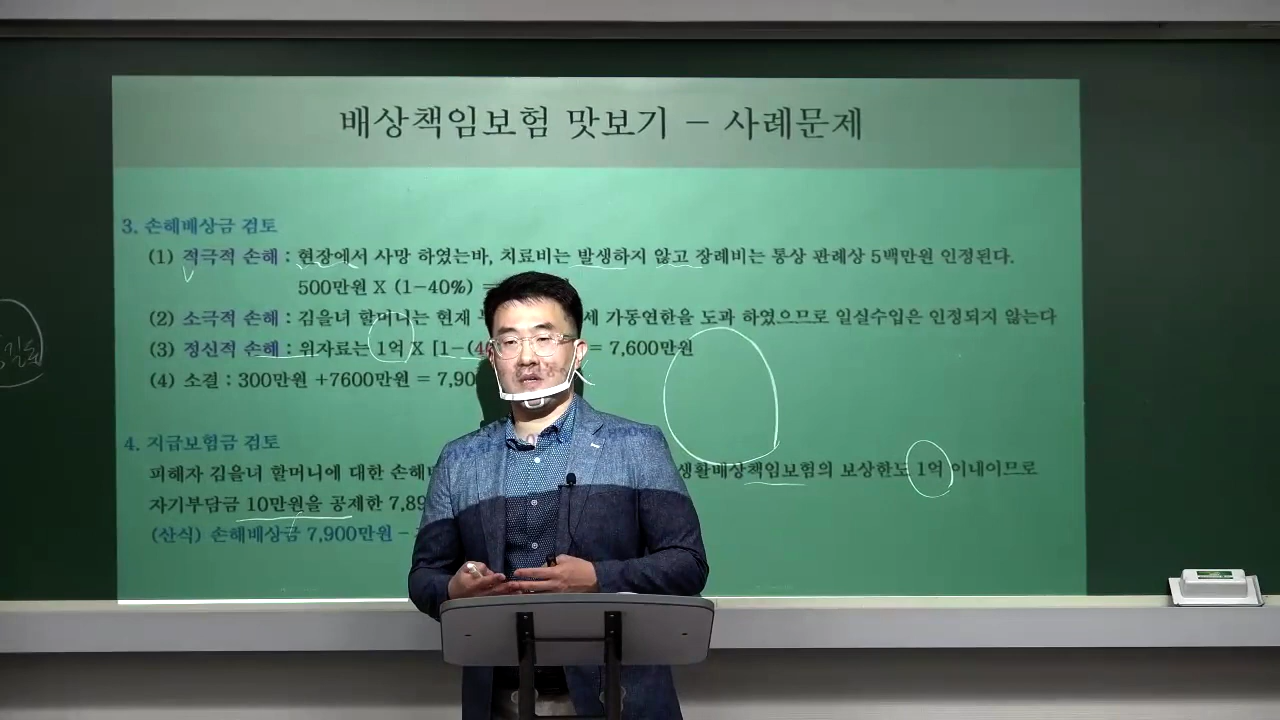 배상책임보험 맛보기 - 사례문제
3. 손해배상금 검토
(1) 적극적 손해 : 현장에서 사망 하였는바, 치료비는 발생하지 않고 장례비는 통상 판례상 5백만원 인정된다.
500만원 X (1-40%) =
(2) 소극적 손해 : 김을녀 할머니는 현재 세 가동연한을 도과 하였으므로 일실수입은 인정되지 않는다
(3) 정신적 손해 : 위자료는 1억 X [1-(40 = 7,600만원
(4) 소결 : 300만원 +7600만원 = 7,90
4. 지급보험금 검토
피해자 김을녀 할머니에 대한 손해 생활배상책임보험의 보상한도 1억 이내이므로
자기부담금 10만원을 공제한 7,89
(산식) 손해배상금 7,900만원 -